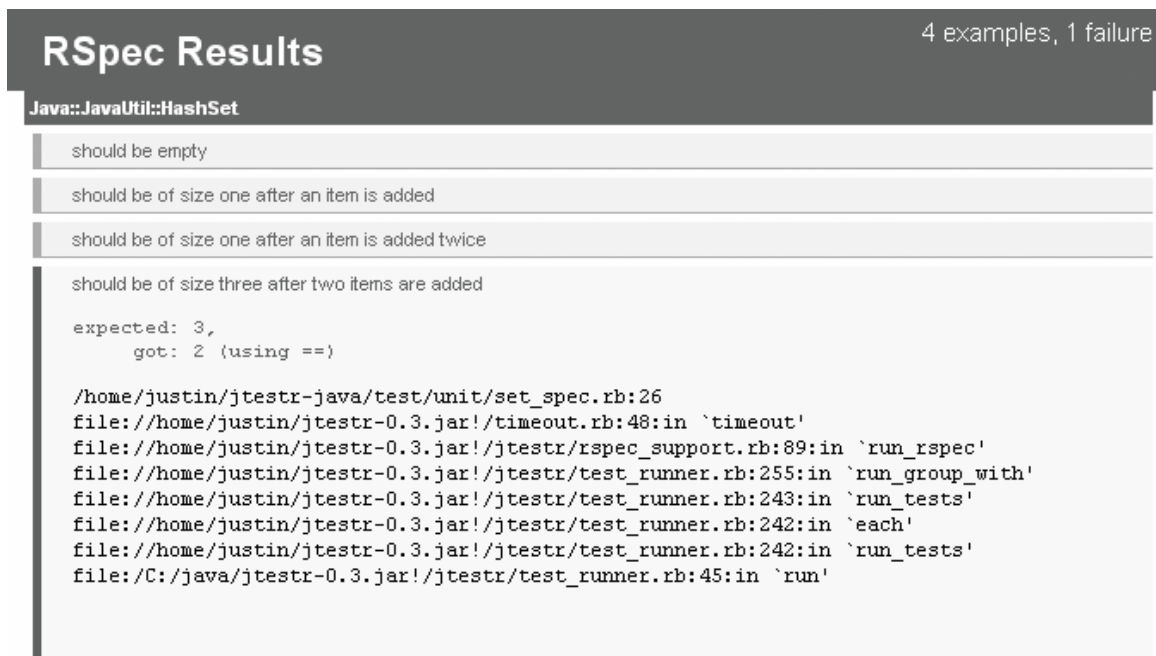 RSpec Results
4 examples, 1 failure
Java::JavaUtil::HashSet
should be empty
should be of size one after an item is added
should be of size one after an item is added twice
should be of size three after two items are added
expected: 3,
got: 2 (using ==)
/home/justin/jtestr-java/test/unit/set_spec.rb:26
file://home/justin/jtestr-0.3.jar!/timeout.rb:48:in `timeout'
file://home/justin/jtestr-0.3.jar!/jtestr/rspec_support.rb:89:in `run_rspec'
file://home/justin/jtestr-0.3.jar!/jtestr/test_runner.rb:255:in `run_group_with'
file://home/justin/jtestr-0.3.jar!/jtestr/test_runner.rb:243:in `run_tests'
file://home/justin/jtestr-0.3.jar!/jtestr/test_runner.rb:242:in `each'
file://home/justin/jtestr-0.3.jar!/jtestr/test_runner.rb:242:in `run_tests'
file:/C:/java/jtestr-0.3.jar!/jtestr/test_runner.rb:45:in `run'